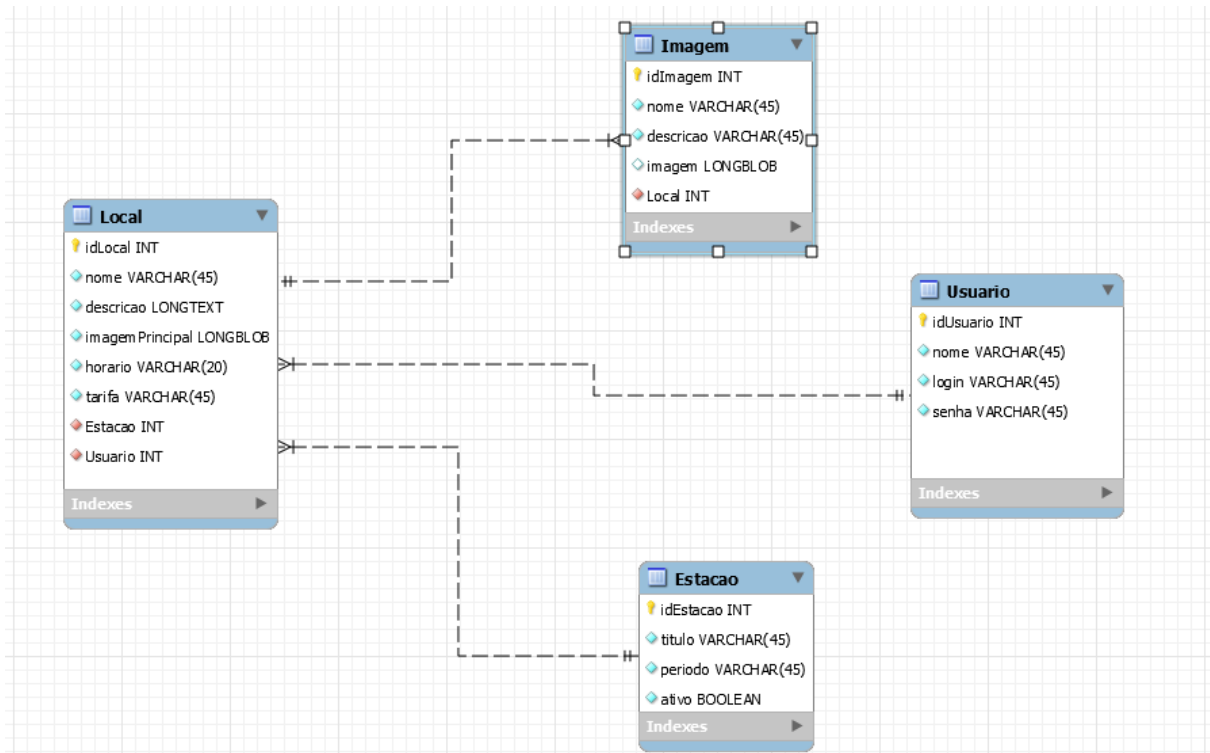 Imagem
idImagem INT
nome VARCHAR(45)
descricao VARCHAR(45)
imagem LONGBLOB
Local INT
Indexes
Local
idLocal INT
nome VARCHAR(45)
descricao LONGTEXT
imagemPrincipal LONGBLOB
horario VARCHAR(20)
tarifa VARCHAR(45)
Estacao INT
Usuario INT
Indexes
Usuario
idUsuario INT
nome VARCHAR(45)
login VARCHAR(45)
senha VARCHAR(45)
Indexes
Estacao
idEstacao INT
titulo VARCHAR(45)
periodo VARCHAR(45)
ativo BOOLEAN
Indexes